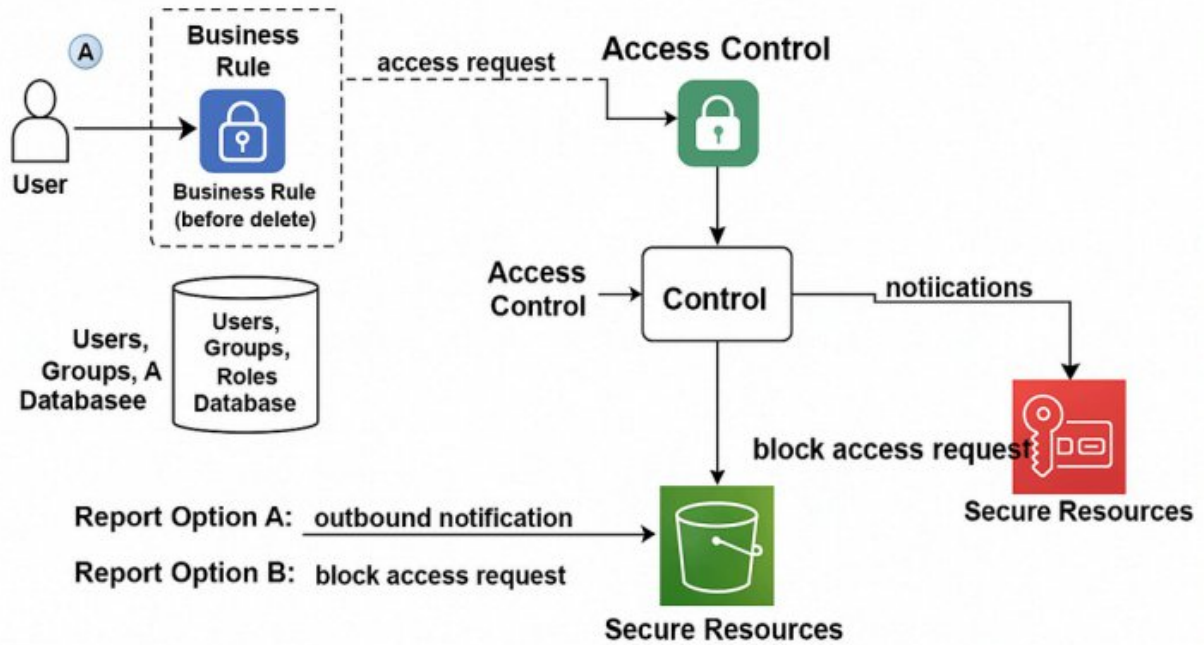 A
Business
Rule
access request
Access Control
User
Business Rule
(before delete)
Access
Control
Control
notiications
Users,
Groups, A
Databasee
Users,
Groups,
Roles
Database
block access request
Secure Resources
Report Option A: outbound notification
Report Option B: block access request
Secure Resources